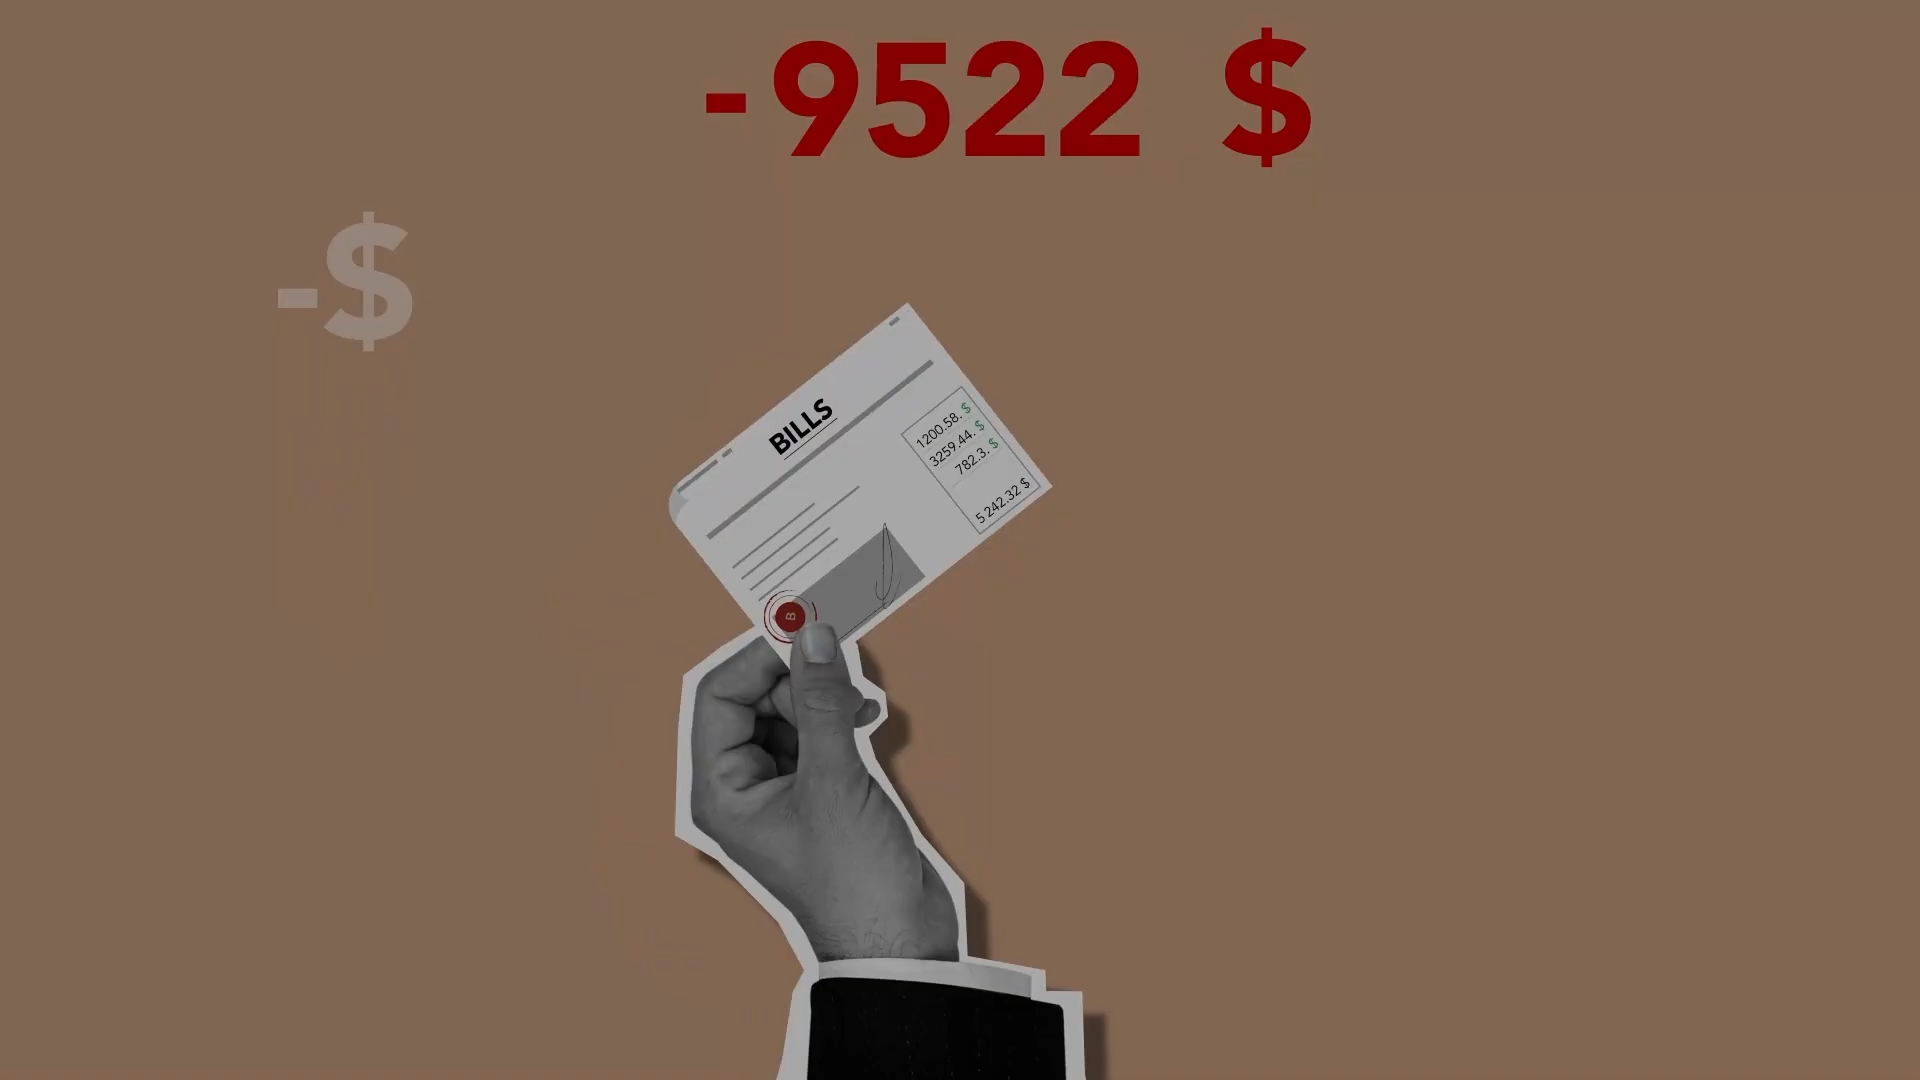 -9522 $
-$
BILLS
1200.58. $
3259.44. $
782.3. $
5 242.32 $
B